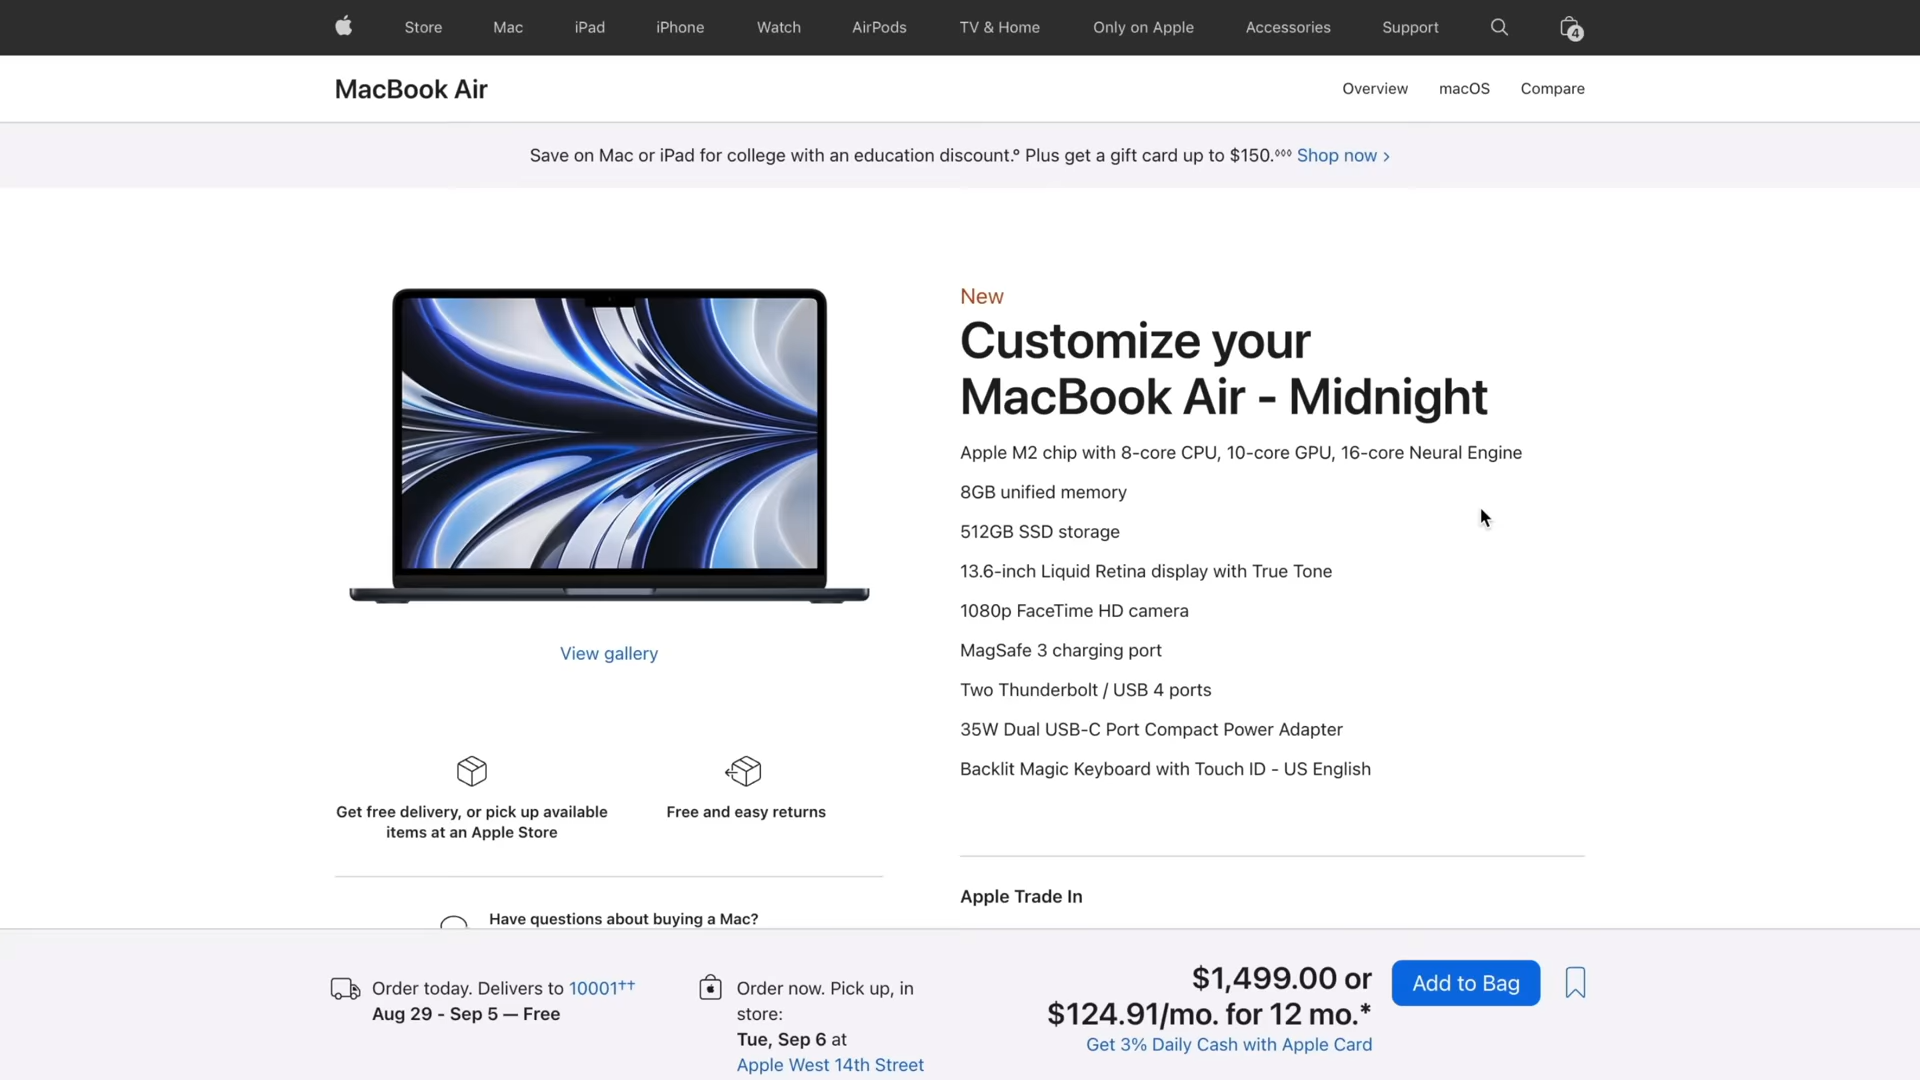 Store Mac iPad iPhone Watch AirPods TV & Home Only on Apple Accessories Support 4
MacBook Air
Overview macOS Compare
Save on Mac or iPad for college with an education discount.° Plus get a gift card up to $150.◊◊◊ Shop now >
New
Customize your
MacBook Air - Midnight
Apple M2 chip with 8-core CPU, 10-core GPU, 16-core Neural Engine
8GB unified memory
512GB SSD storage
13.6-inch Liquid Retina display with True Tone
1080p FaceTime HD camera
MagSafe 3 charging port
Two Thunderbolt / USB 4 ports
35W Dual USB-C Port Compact Power Adapter
Backlit Magic Keyboard with Touch ID - US English
View gallery
Get free delivery, or pick up available
items at an Apple Store
Free and easy returns
Have questions about buying a Mac?
Apple Trade In
Order today. Delivers to 10001††
Aug 29 - Sep 5 — Free
Order now. Pick up, in
store:
Tue, Sep 6 at
Apple West 14th Street
$1,499.00 or
$124.91/mo. for 12 mo.*
Get 3% Daily Cash with Apple Card
Add to Bag